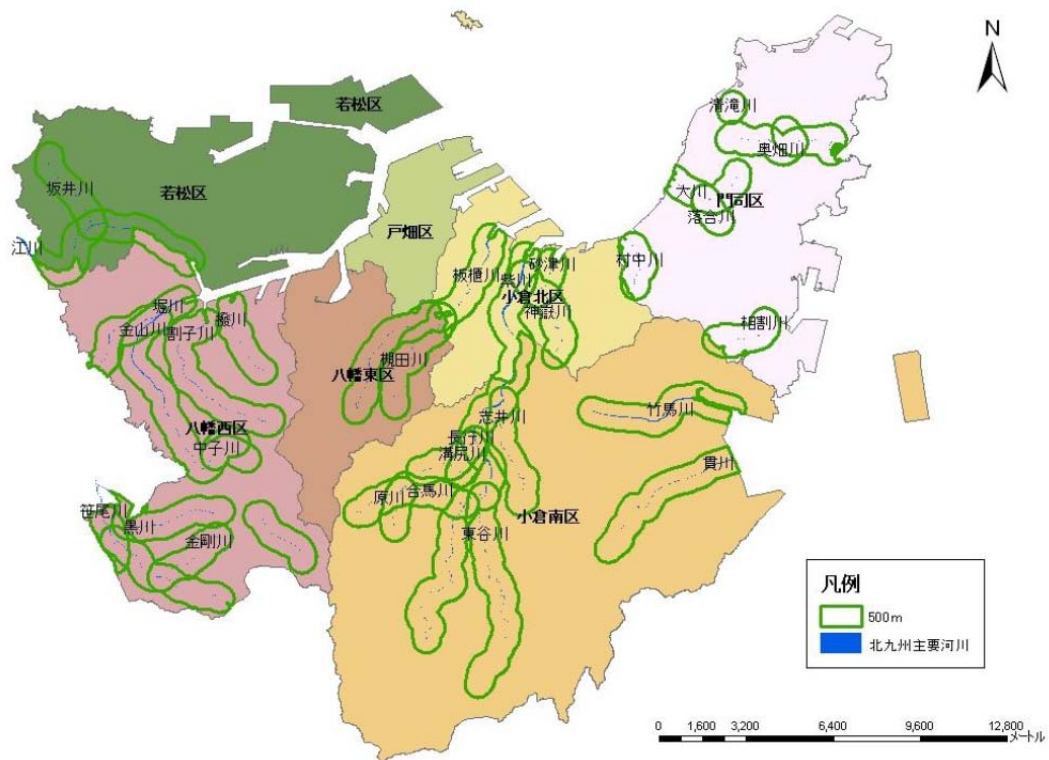 N
若松区
清滝川
奥畑川
坂井川
若松区
大川
門司区
落合川
戸畑区
江川
村中川
板櫃川
砂津川
紫川
小倉北区
神嶽川
堀川
金山川
割子川
撥川
相割川
棚田川
八幡東区
竹馬川
志井川
八幡西区
長行川
中子川
溝尻川
貫川
合馬川
原川
笹尾川
黒川
小倉南区
東谷川
金剛川
凡例
500m
北九州主要河川
0 1,600 3,200 6,400 9,600 12,800
メートル